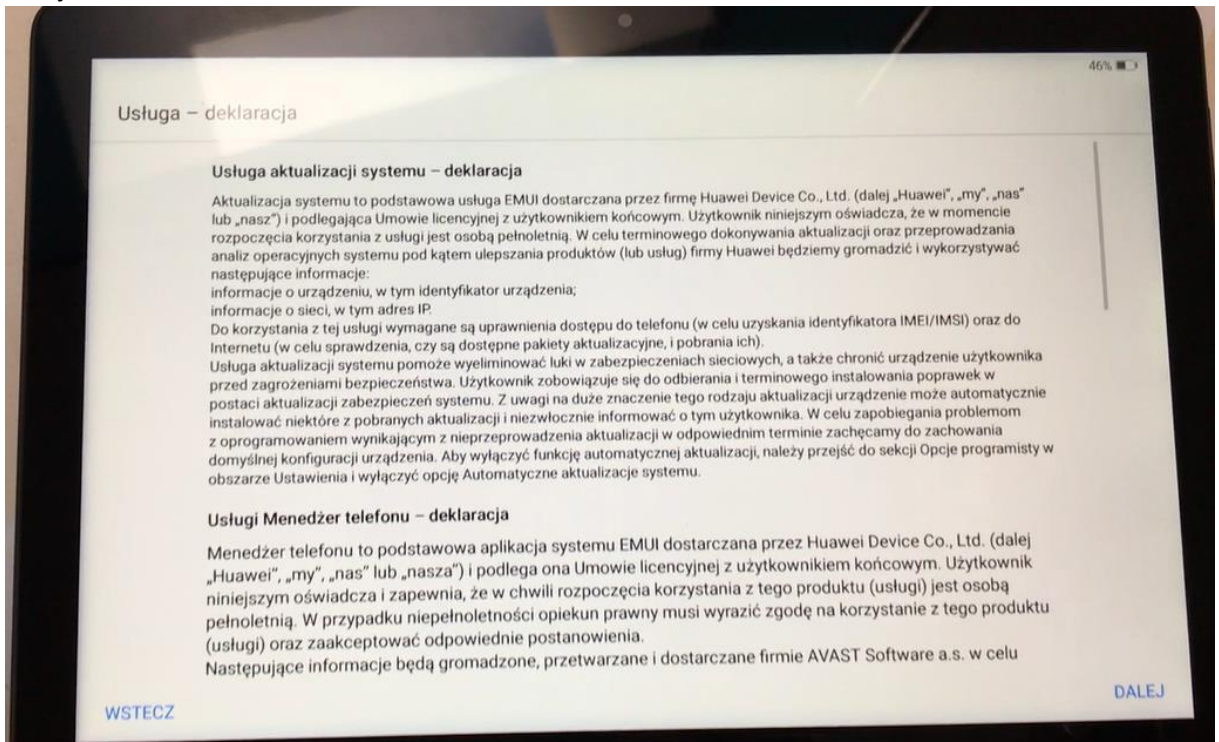 46%
Usługa – deklaracja
Usługa aktualizacji systemu – deklaracja
Aktualizacja systemu to podstawowa usługa EMUI dostarczana przez firmę Huawei Device Co., Ltd. (dalej „Huawei”, „my”, „nas”
lub „nasz”) i podlegająca Umowie licencyjnej z użytkownikiem końcowym. Użytkownik niniejszym oświadcza, że w momencie
rozpoczęcia korzystania z usługi jest osobą pełnoletnią. W celu terminowego dokonywania aktualizacji oraz przeprowadzania
analiz operacyjnych systemu pod kątem ulepszania produktów (lub usług) firmy Huawei będziemy gromadzić i wykorzystywać
następujące informacje:
informacje o urządzeniu, w tym identyfikator urządzenia;
informacje o sieci, w tym adres IP.
Do korzystania z tej usługi wymagane są uprawnienia dostępu do telefonu (w celu uzyskania identyfikatora IMEI/IMSI) oraz do
Internetu (w celu sprawdzenia, czy są dostępne pakiety aktualizacyjne, i pobrania ich).
Usługa aktualizacji systemu pomoże wyeliminować luki w zabezpieczeniach sieciowych, a także chronić urządzenie użytkownika
przed zagrożeniami bezpieczeństwa. Użytkownik zobowiązuje się do odbierania i terminowego instalowania poprawek w
postaci aktualizacji zabezpieczeń systemu. Z uwagi na duże znaczenie tego rodzaju aktualizacji urządzenie może automatycznie
instalować niektóre z pobranych aktualizacji i niezwłocznie informować o tym użytkownika. W celu zapobiegania problemom
z oprogramowaniem wynikającym z nieprzeprowadzenia aktualizacji w odpowiednim terminie zachęcamy do zachowania
domyślnej konfiguracji urządzenia. Aby wyłączyć funkcję automatycznej aktualizacji, należy przejść do sekcji Opcje programisty w
obszarze Ustawienia i wyłączyć opcję Automatyczne aktualizacje systemu.
Usługi Menedżer telefonu – deklaracja
Menedżer telefonu to podstawowa aplikacja systemu EMUI dostarczana przez Huawei Device Co., Ltd. (dalej
„Huawei”, „my”, „nas” lub „nasza”) i podlega ona Umowie licencyjnej z użytkownikiem końcowym. Użytkownik
niniejszym oświadcza i zapewnia, że w chwili rozpoczęcia korzystania z tego produktu (usługi) jest osobą
pełnoletnią. W przypadku niepełnoletności opiekun prawny musi wyrazić zgodę na korzystanie z tego produktu
(usługi) oraz zaakceptować odpowiednie postanowienia.
Następujące informacje będą gromadzone, przetwarzane i dostarczane firmie AVAST Software a.s. w celu
WSTECZ
DALEJ